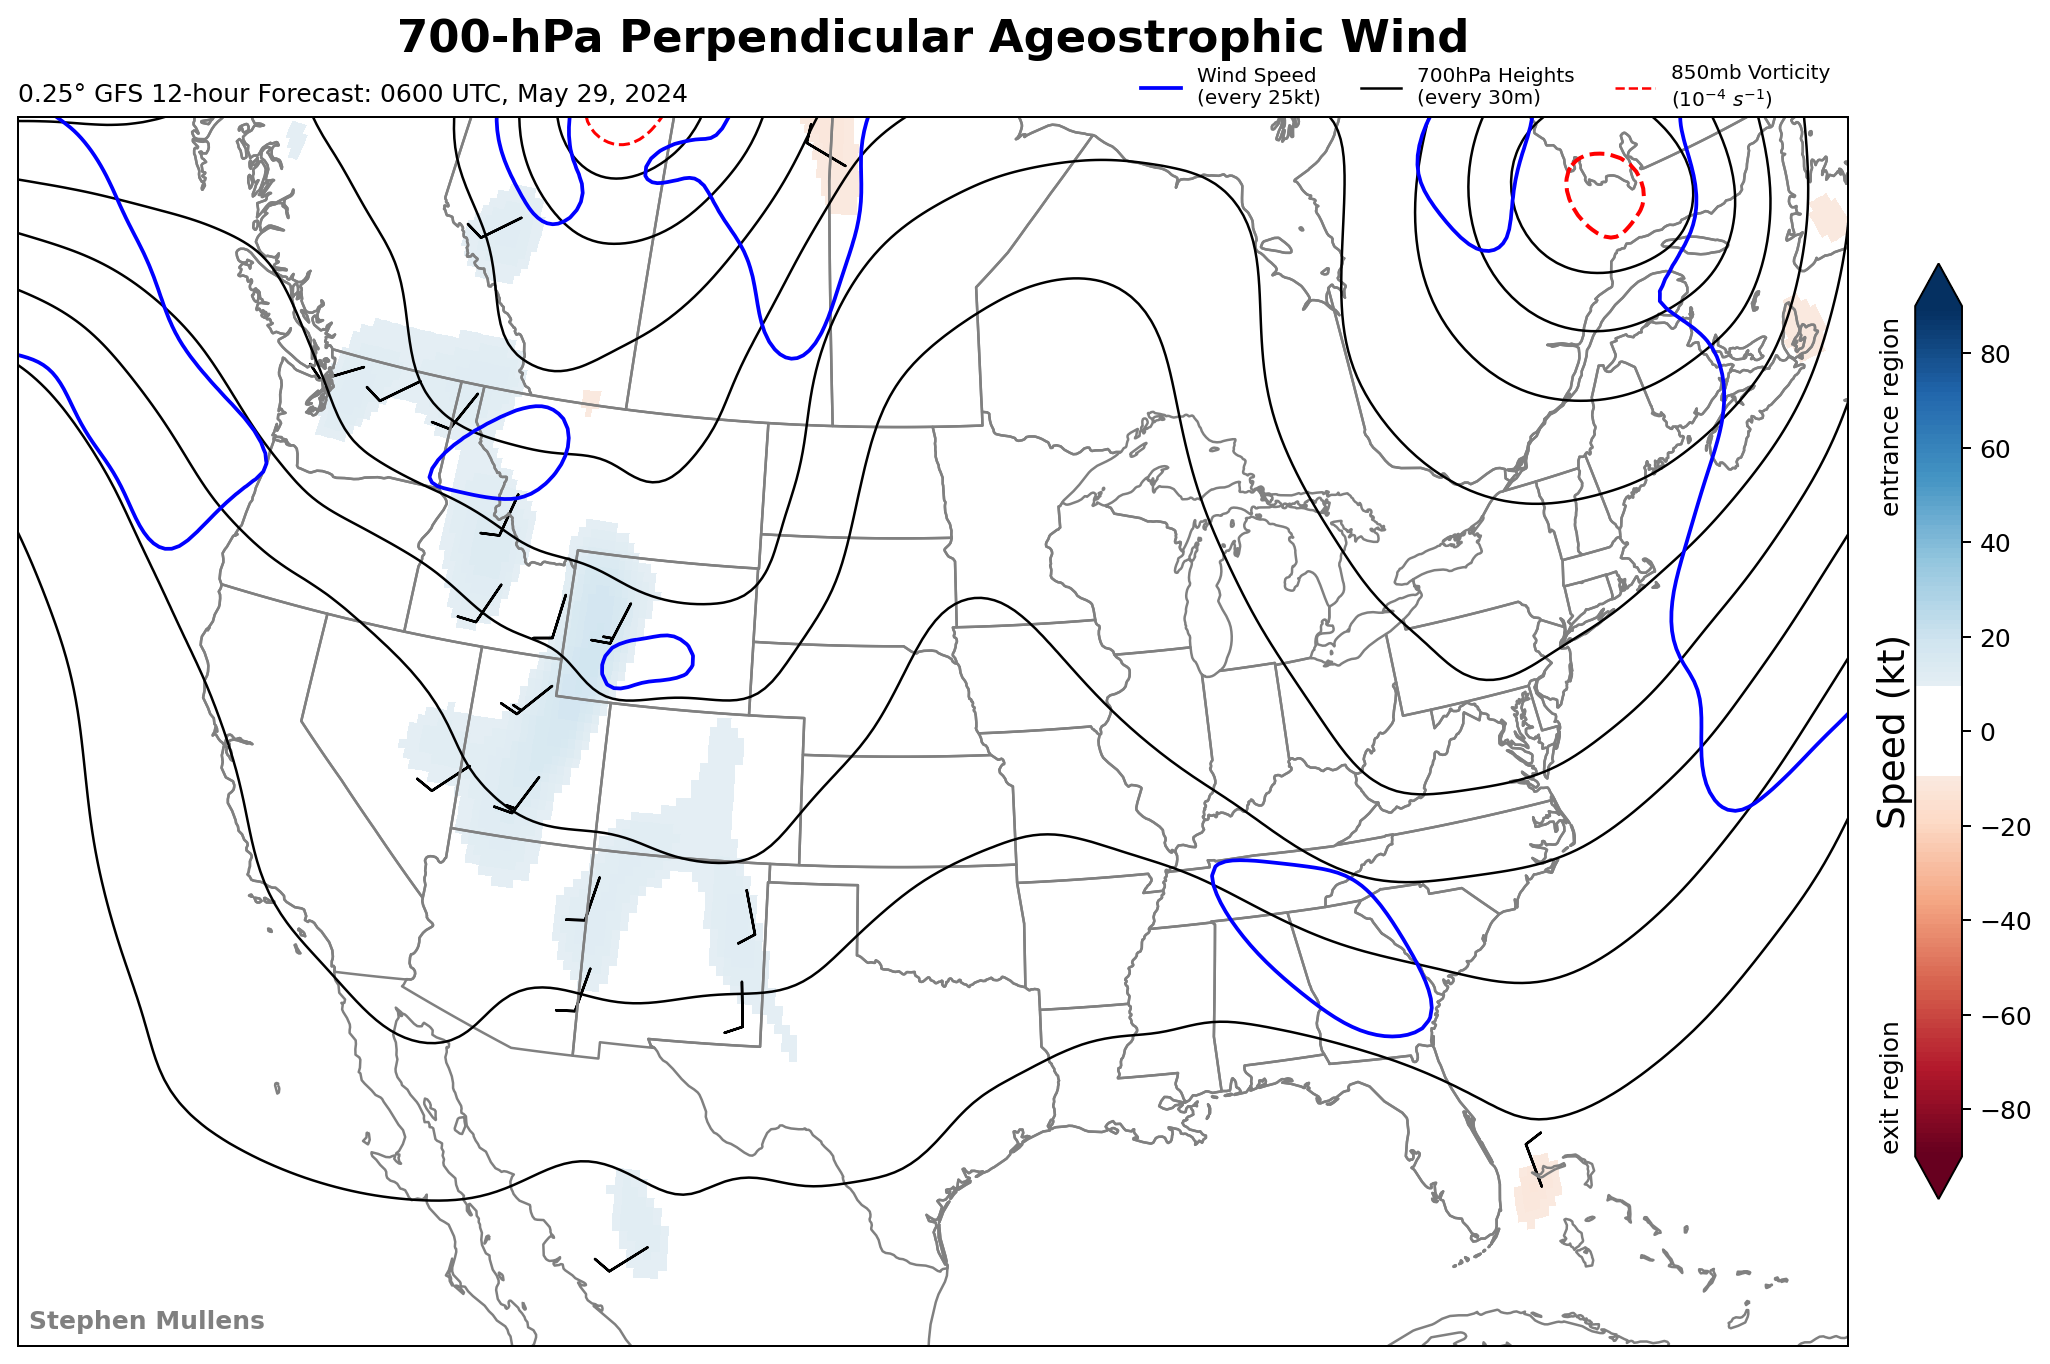 700-hPa Perpendicular Ageostrophic Wind
0.25° GFS 12-hour Forecast: 0600 UTC, May 29, 2024
Wind Speed
(every 25kt)
700hPa Heights
(every 30m)
850mb Vorticity
(10⁻⁴ s⁻¹)
entrance region
Speed (kt)
exit region
80
60
40
20
0
−20
−40
−60
−80
Stephen Mullens